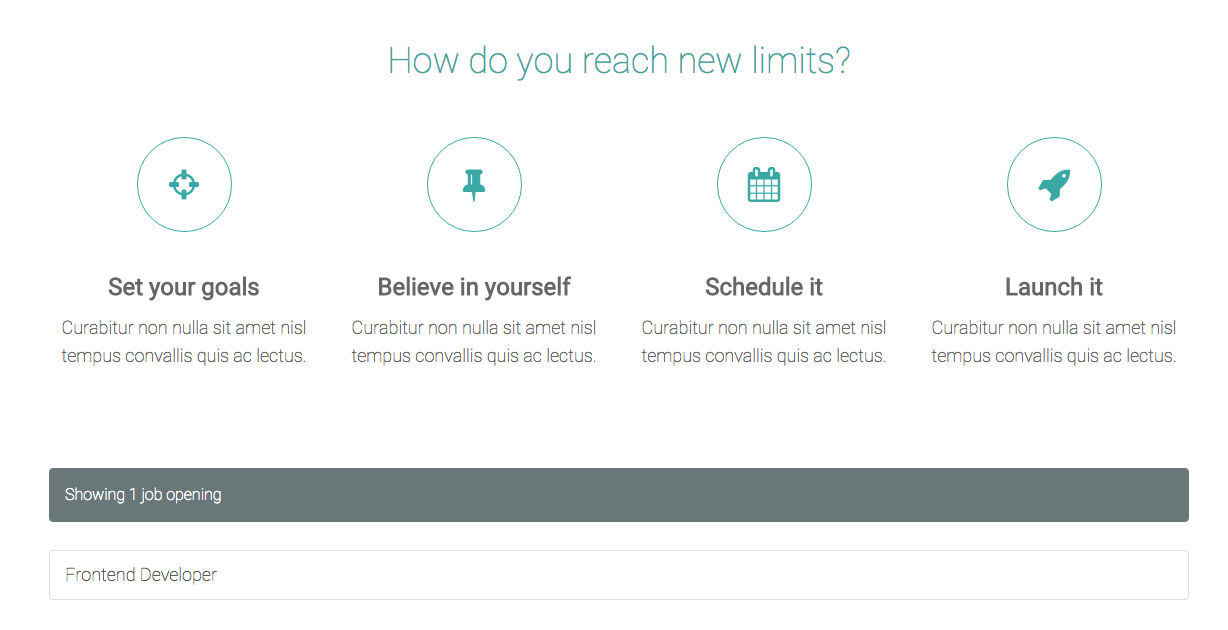 How do you reach new limits?
Set your goals
Curabitur non nulla sit amet nisl
tempus convallis quis ac lectus.
Believe in yourself
Curabitur non nulla sit amet nisl
tempus convallis quis ac lectus.
Schedule it
Curabitur non nulla sit amet nisl
tempus convallis quis ac lectus.
Launch it
Curabitur non nulla sit amet nisl
tempus convallis quis ac lectus.
Showing 1 job opening
Frontend Developer